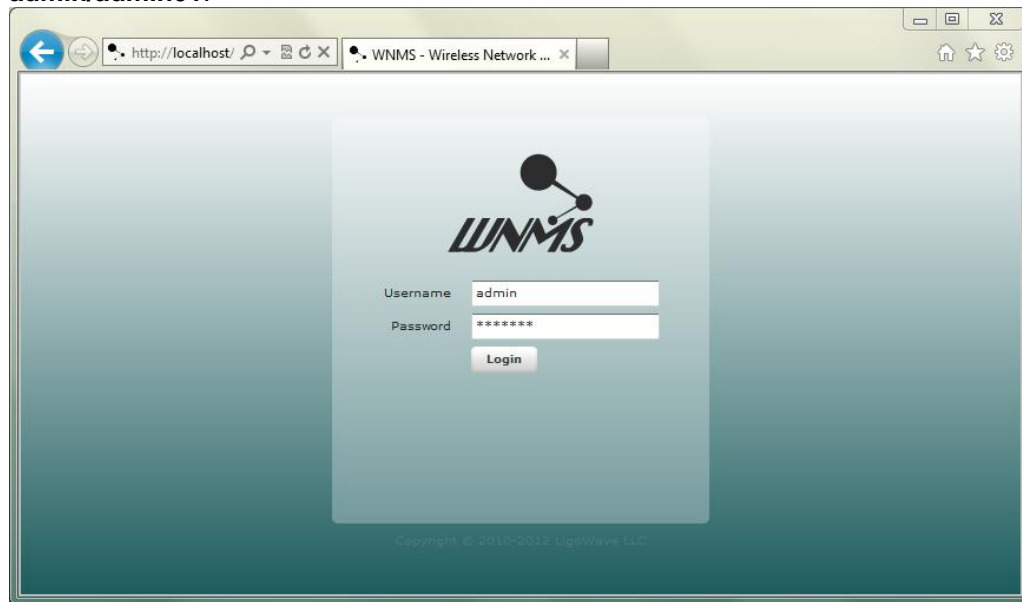 http://localhost/
WNMS - Wireless Network ...
WNMS
Username admin
Password *******
Login
Copyright © 2010-2012 LigoWave LLC